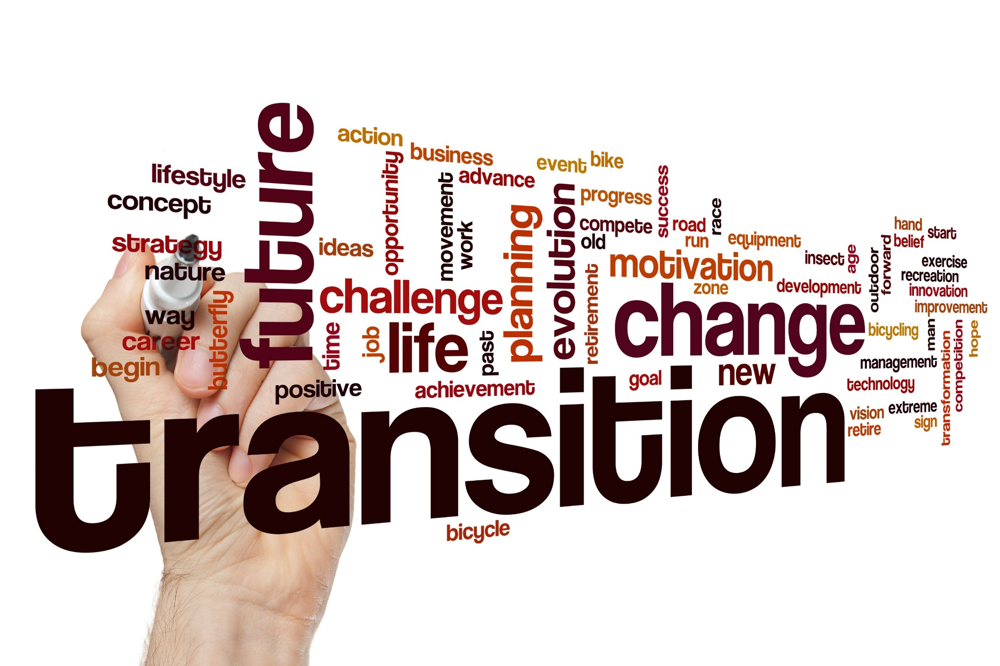 lifestyle
concept
strategy
nature
way
career
begin
butterfly
future
action
business
opportunity
movement
advance
work
ideas
challenge
time
job
life
past
positive
achievement
planning
evolution
event
bike
progress
success
compete
old
road
race
run
equipment
motivation
zone
retirement
insect
age
development
change
goal
new
outdoor
forward
hand
belief
start
exercise
recreation
innovation
improvement
bicycling
man
hope
management
technology
transformation
competition
vision
extreme
sign
retire
transition
bicycle